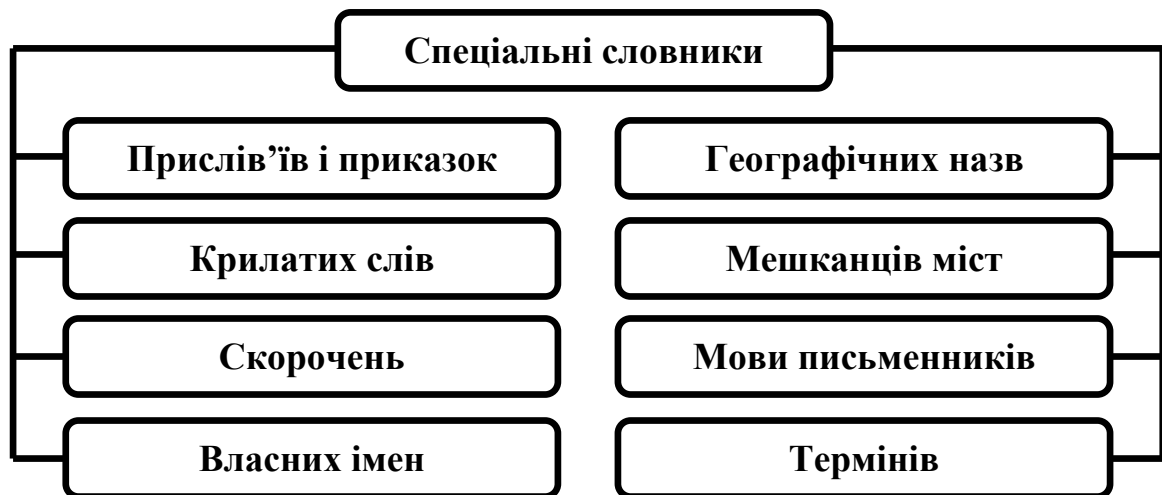 Спеціальні словники
Прислів’їв і приказок
Крилатих слів
Скорочень
Власних імен
Географічних назв
Мешканців міст
Мови письменників
Термінів